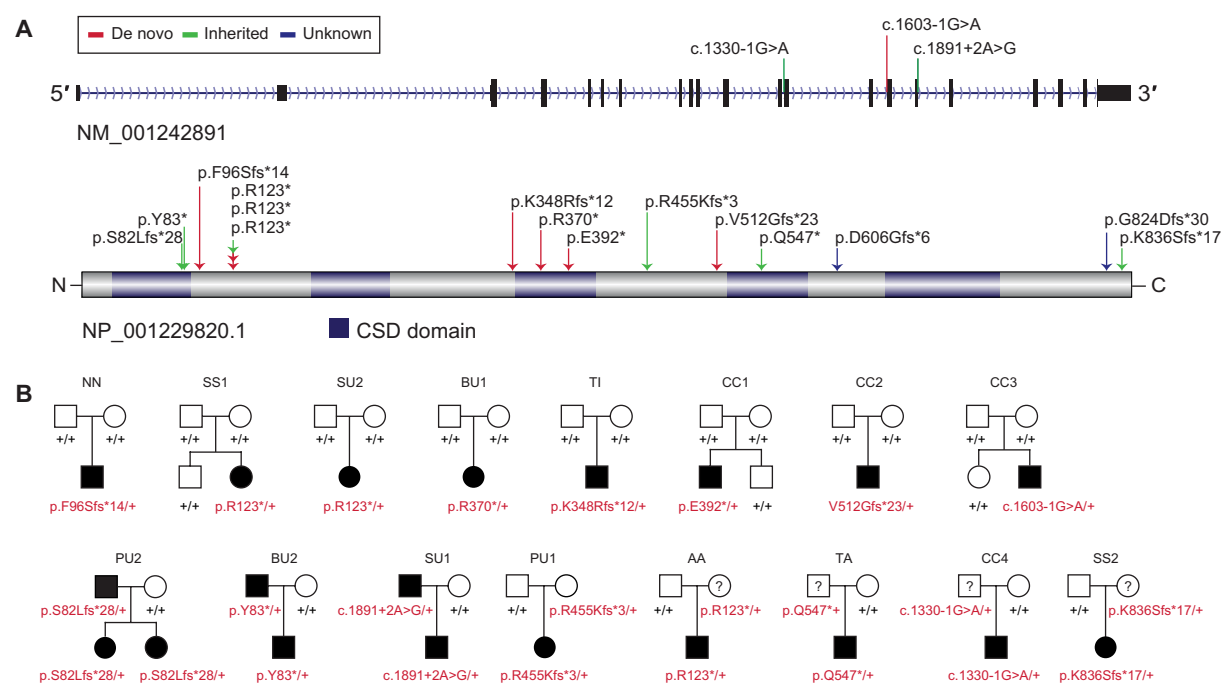 A
De novo Inherited Unknown
c.1603-1G>A
c.1330-1G>A c.1891+2A>G
5′ 3′
NM_001242891
p.F96Sfs*14
p.R123*
p.R123*
p.R123*
p.Y83*
p.S82Lfs*28
p.K348Rfs*12
p.R370*
p.E392*
p.R455Kfs*3
p.V512Gfs*23
p.Q547*
p.D606Gfs*6
p.G824Dfs*30
p.K836Sfs*17
N C
NP_001229820.1 CSD domain
B
NN SS1 SU2 BU1 TI CC1 CC2 CC3
+/+ +/+ +/+ +/+ +/+ +/+ +/+ +/+ +/+ +/+ +/+ +/+ +/+ +/+ +/+ +/+
p.F96Sfs*14/+ +/+ p.R123*/+ p.R123*/+ p.R370*/+ p.K348Rfs*12/+ p.E392*/+ +/+ V512Gfs*23/+ +/+ c.1603-1G>A/+
PU2 BU2 SU1 PU1 AA TA CC4 SS2
? ? ? ?
p.S82Lfs*28/+ +/+ p.Y83*/+ +/+ c.1891+2A>G/+ +/+ +/+ p.R455Kfs*3/+ +/+ p.R123*/+ p.Q547*+ +/+ c.1330-1G>A/+ +/+ +/+ p.K836Sfs*17/+
p.S82Lfs*28/+ p.S82Lfs*28/+ p.Y83*/+ c.1891+2A>G/+ p.R455Kfs*3/+ p.R123*/+ p.Q547*/+ c.1330-1G>A/+ p.K836Sfs*17/+